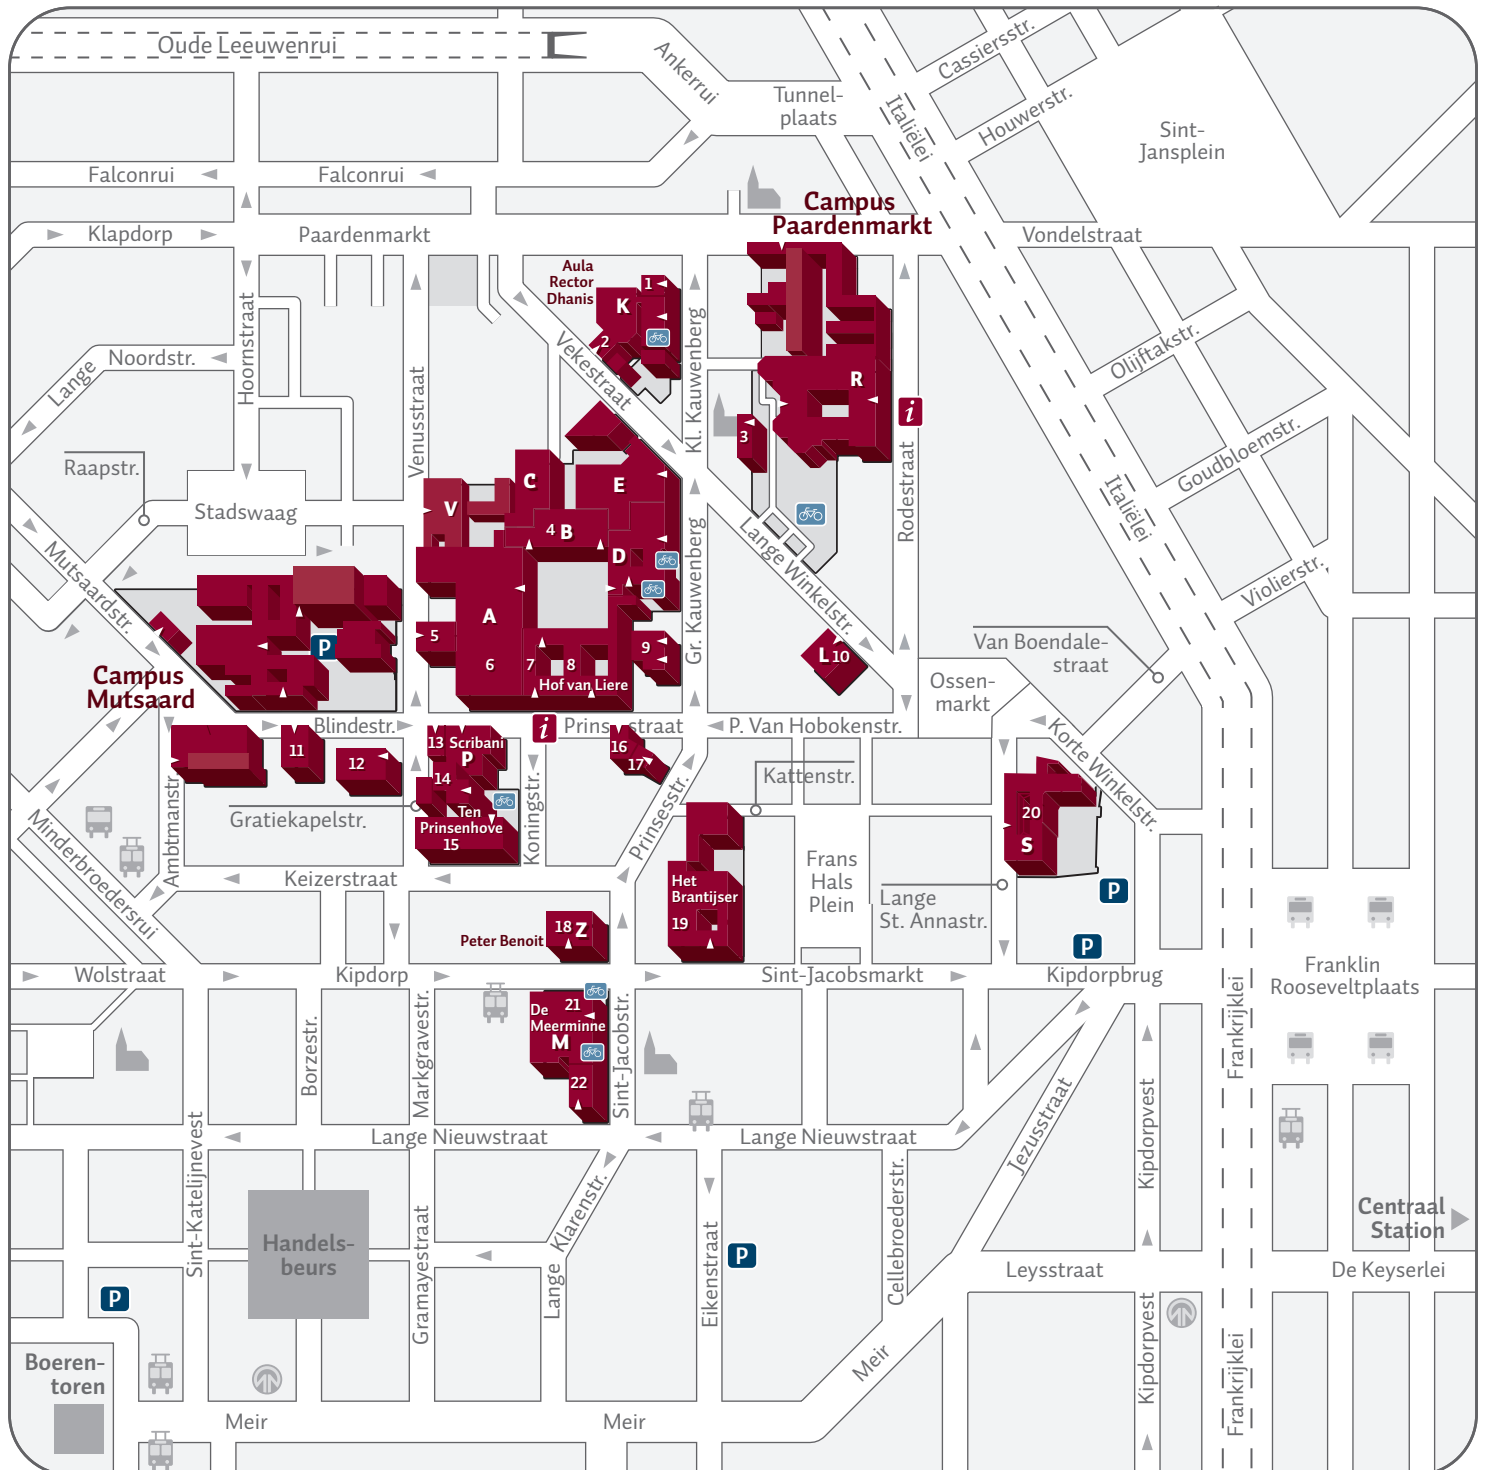 Oude Leeuwenrui
Ankerrui
Tunnel-
plaats
Italiëlei
Cassiersstr.
Houwerstr.
Sint-
Jansplein
Falconrui
Falconrui
Klapdorp
Paardenmarkt
Campus
Paardenmarkt
Vondelstraat
Aula
Rector
Dhanis
K
1
2
Hoornstraat
Noordstr.
Lange
Venusstraat
Vekestraat
Kl. Kauwenberg
R
3
i
Rodestraat
Olijftakstr.
Goudbloemstr.
Italiëlei
Violierstr.
Raapstr.
Stadswaag
Mutsaardstr.
V
C
E
4
B
D
A
5
6
7
8
9
Hof van Liere
Gr. Kauwenberg
Lange Winkelstr.
L
10
Van Boendale-
straat
Ossen-
markt
P
Campus
Mutsaard
Blindestr.
i
Prinsstraat
P. Van Hobokenstr.
Korte Winkelstr.
11
12
13
Scribani
P
14
Ten
Prinsenhove
15
16
17
Koningstr.
Prinsesstr.
Kattenstr.
Gratiekapelstr.
Ambtmanstr.
Minderbroedersrui
Keizerstraat
Het
Brantijser
19
Frans
Hals
Plein
Lange
St. Annastr.
20
S
P
P
18
Z
Peter Benoit
Wolstraat
Kipdorp
Sint-Jacobsmarkt
Kipdorpbrug
Franklin
Rooseveltplaats
Borzestr.
Markgravestr.
De
Meerminne
21
M
22
Sint-Jacobstr.
Frankrijklei
Kipdorpvest
Jezusstraat
Sint-Katelijnevest
Lange Nieuwstraat
Lange Nieuwstraat
Cellebroederstr.
Lange Klarenstr.
Handels-
beurs
Gramayestraat
Eikenstraat
P
P
Centraal
Station
Leysstraat
De Keyserlei
Kipdorpvest
Frankrijklei
Boeren-
toren
Meir
Meir
Meir